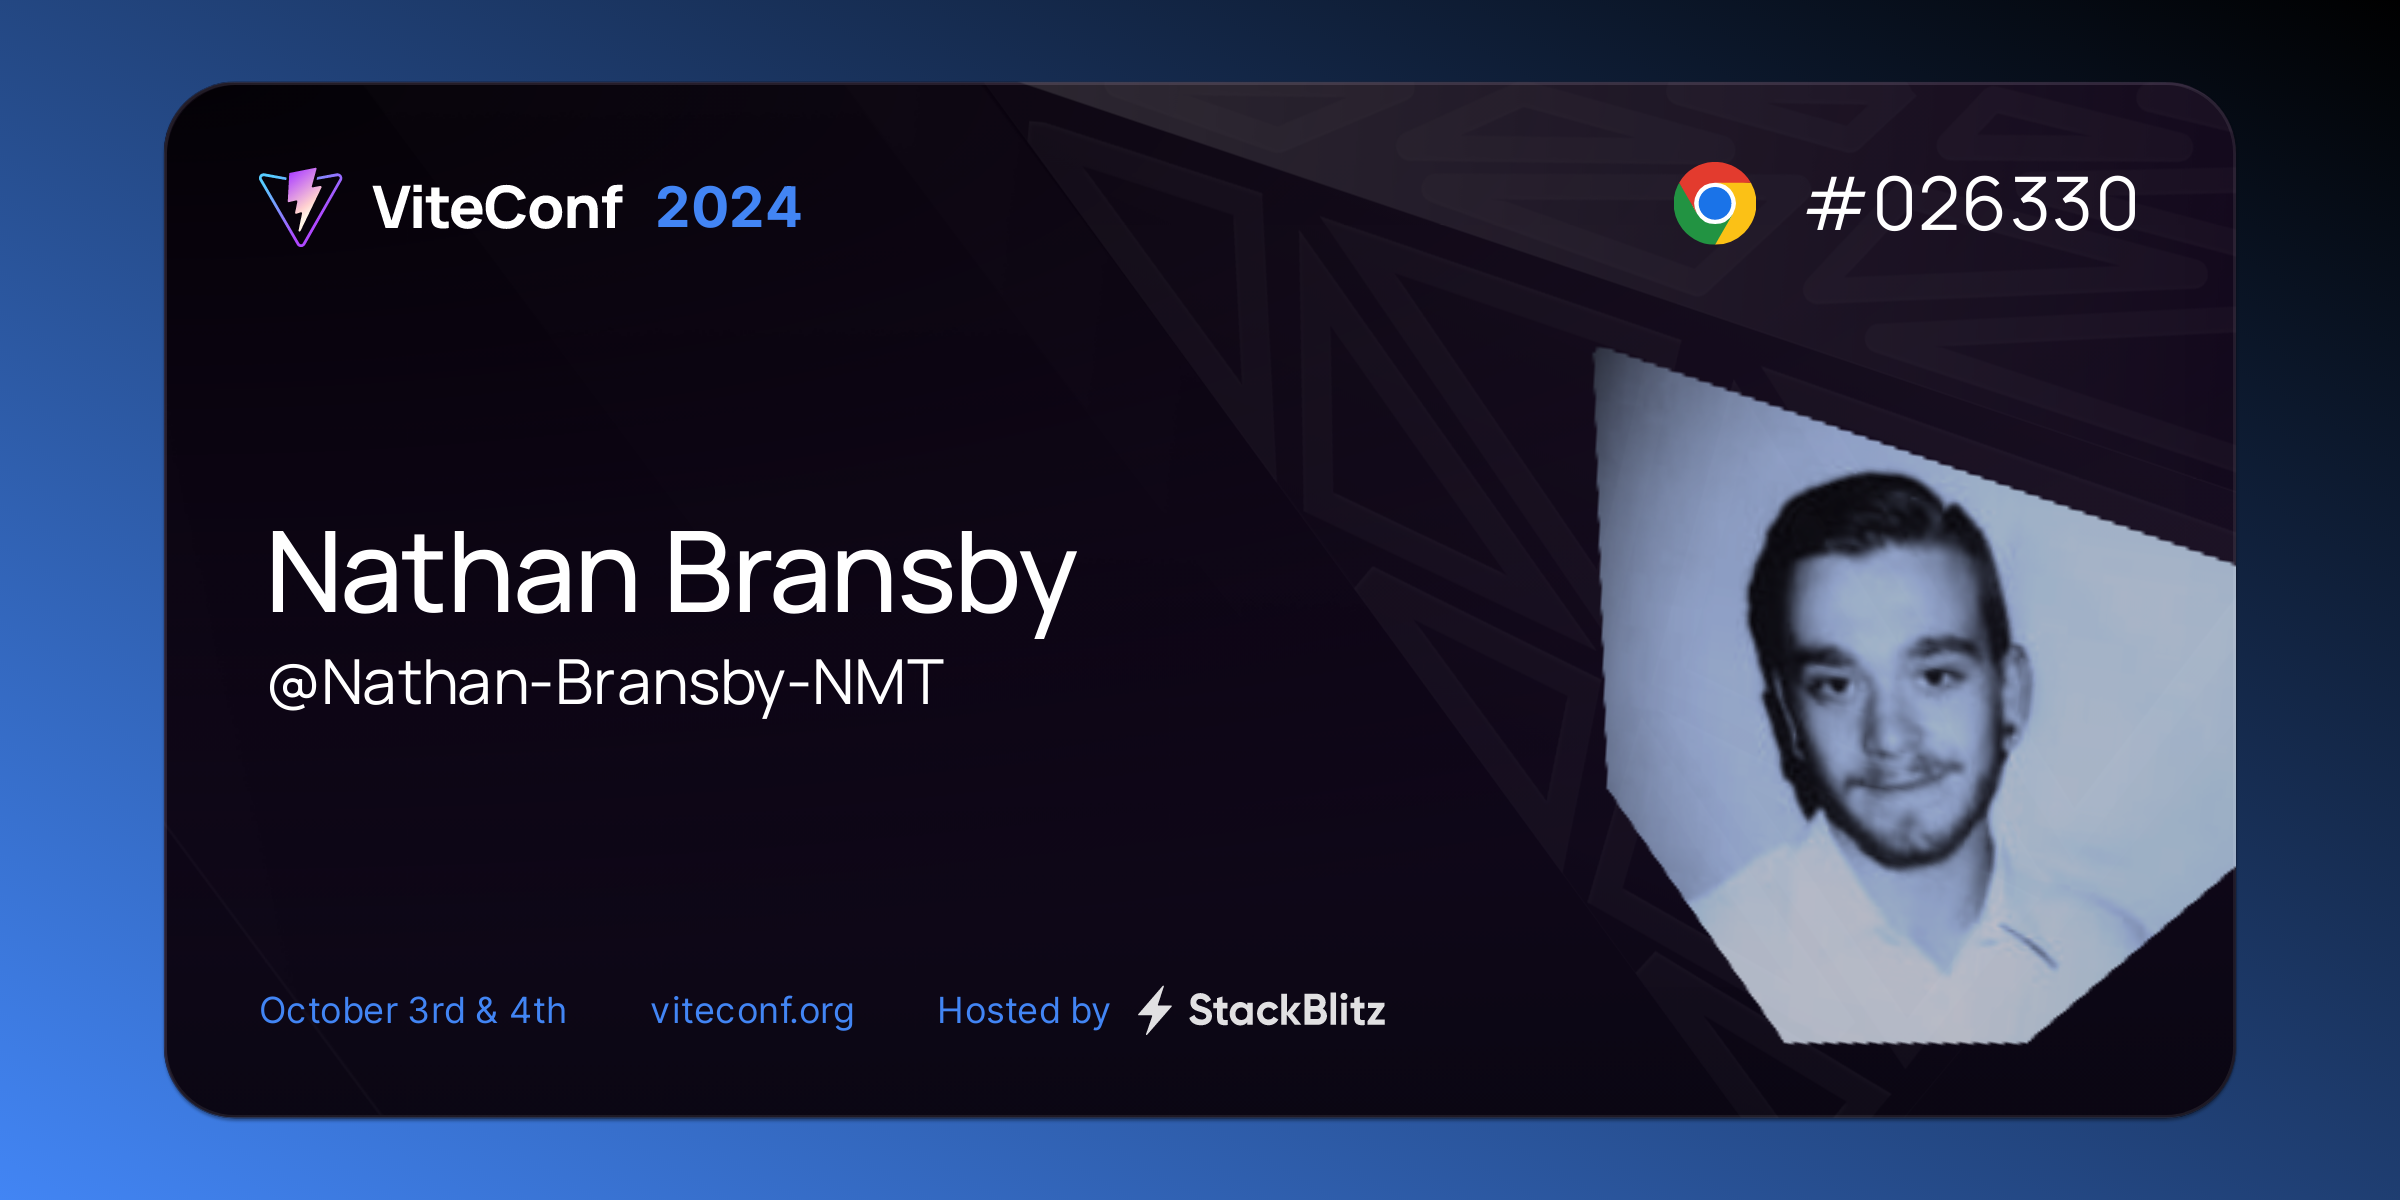 ViteConf 2024
#026330
Nathan Bransby
@Nathan-Bransby-NMT
October 3rd & 4th viteconf.org Hosted by StackBlitz